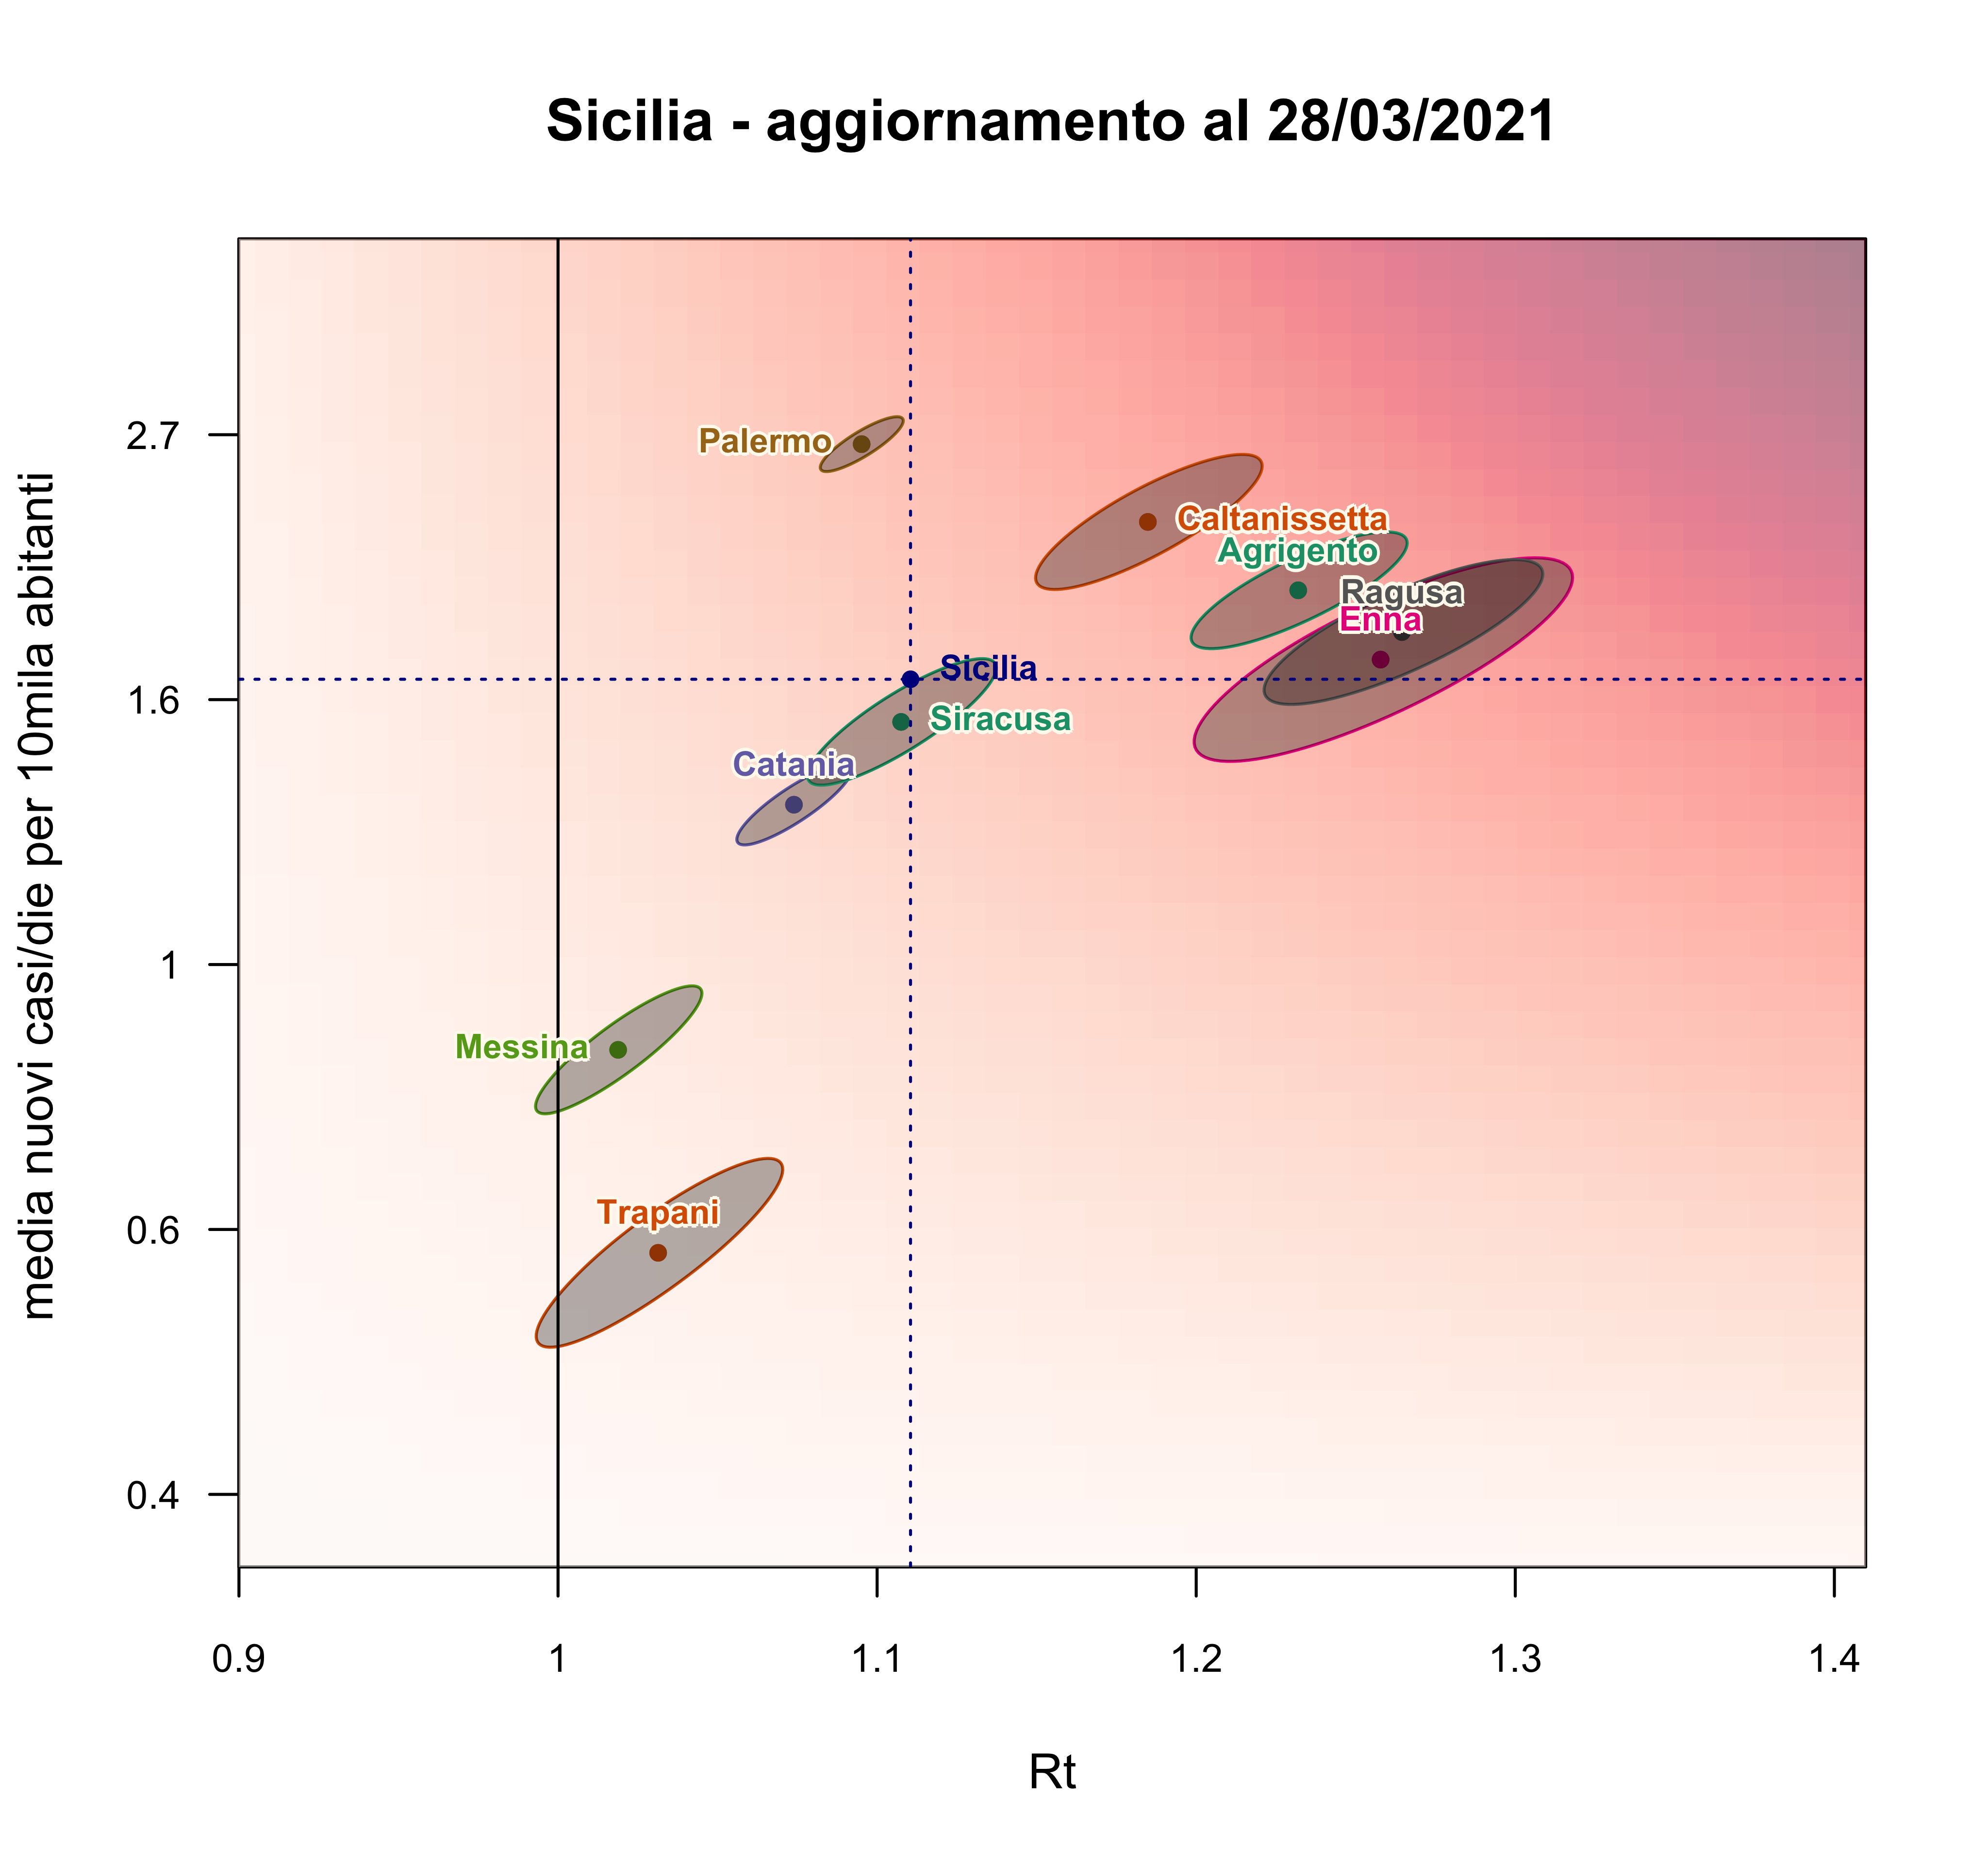 Sicilia - aggiornamento al 28/03/2021
media nuovi casi/die per 10mila abitanti
2.7
1.6
1
0.6
0.4
Palermo
Caltanissetta
Agrigento
Ragusa
Enna
Sicilia
Siracusa
Catania
Messina
Trapani
0.9 1 1.1 1.2 1.3 1.4
Rt